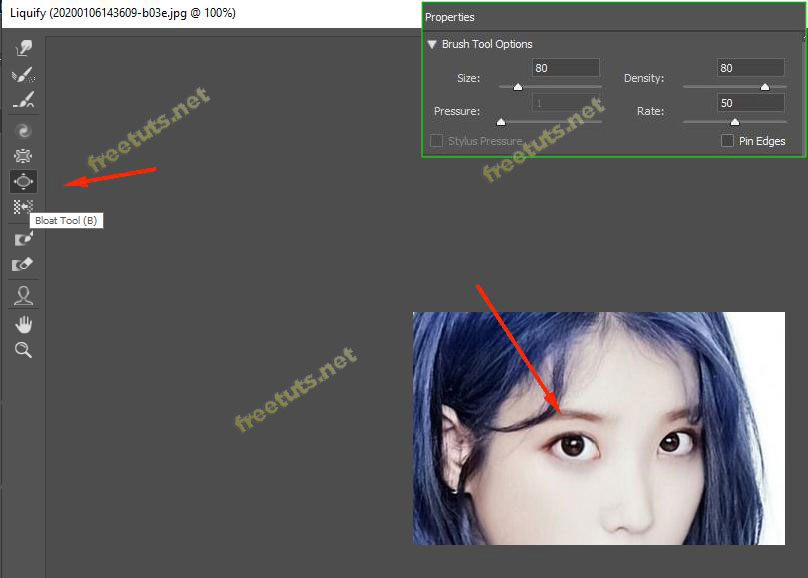 Liquify (20200106143609-b03e.jpg @ 100%)
Properties
Brush Tool Options
Size: 80 Density: 80
Pressure: 1 Rate: 50
Stylus Pressure Pin Edges
freetuts.net
freetuts.net
Bloat Tool (B)
freetuts.net